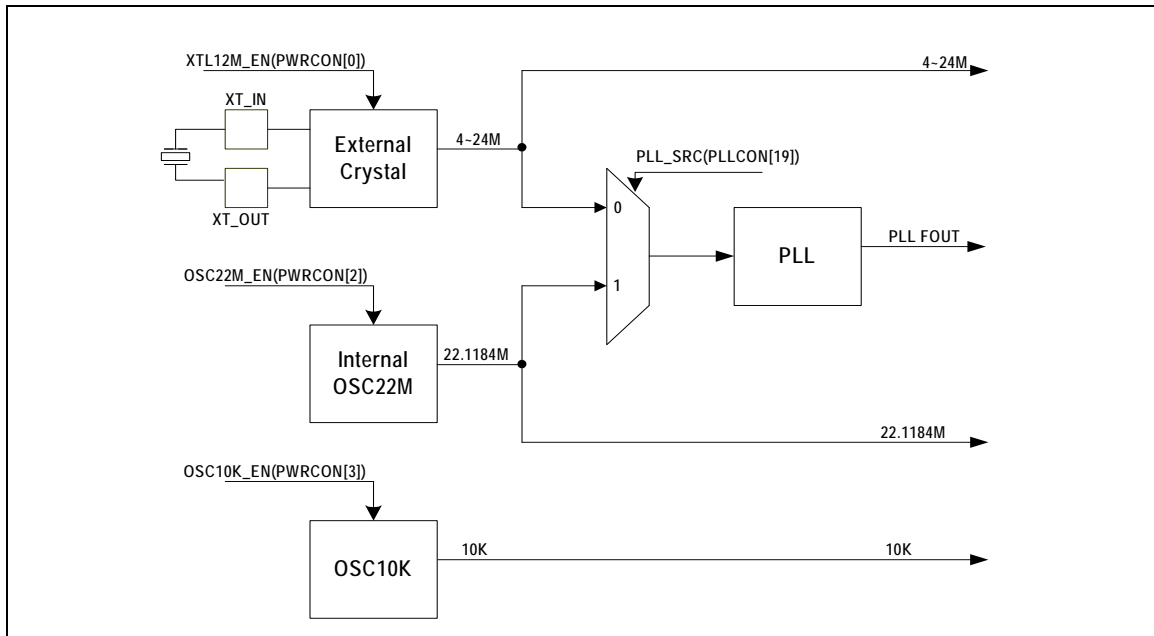 XTL12M_EN(PWRCON[0])
XT_IN
XT_OUT
External
Crystal
4~24M
4~24M
PLL_SRC(PLLCON[19])
0
1
PLL
PLL FOUT
OSC22M_EN(PWRCON[2])
Internal
OSC22M
22.1184M
22.1184M
OSC10K_EN(PWRCON[3])
OSC10K
10K
10K